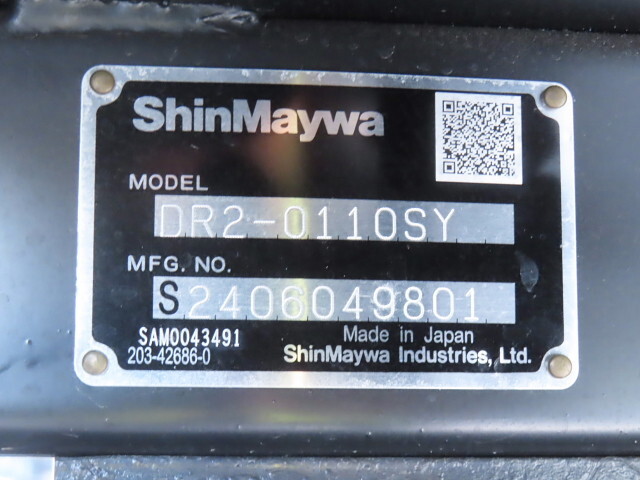 ShinMaywa
MODEL
DR2-0110SY
MFG. NO.
S2406049801
SAM0043491
Made in Japan
203-42686-0
ShinMaywa Industries, Ltd.